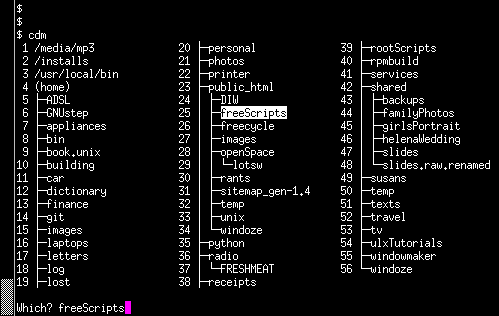 $
$
$ cdm
1 /media/mp3
2 /installs
3 /usr/local/bin
4 (home)
5 ├─ADSL
6 ├─GNUstep
7 ├─appliances
8 ├─bin
9 ├─book.unix
10 ├─building
11 ├─car
12 ├─dictionary
13 ├─finance
14 ├─git
15 ├─images
16 ├─laptops
17 ├─letters
18 ├─log
19 ├─lost
20 ├─personal
21 ├─photos
22 ├─printer
23 ├─public_html
24 │ ├─DIW
25 │ ├─freeScripts
26 │ ├─freecycle
27 │ ├─images
28 │ ├─openSpace
29 │ │ └─lotsw
30 │ ├─rants
31 │ ├─sitemap_gen-1.4
32 │ ├─temp
33 │ ├─unix
34 │ └─windoze
35 ├─python
36 ├─radio
37 │ └─FRESHMEAT
38 ├─receipts
39 ├─rootScripts
40 ├─rpmbuild
41 ├─services
42 ├─shared
43 │ ├─backups
44 │ ├─familyPhotos
45 │ ├─girlsPortrait
46 │ ├─helenaWedding
47 │ ├─slides
48 │ └─slides.raw.renamed
49 ├─susans
50 ├─temp
51 ├─texts
52 ├─travel
53 ├─tv
54 ├─ulxTutorials
55 ├─windowmaker
56 └─windoze
Which? freeScripts